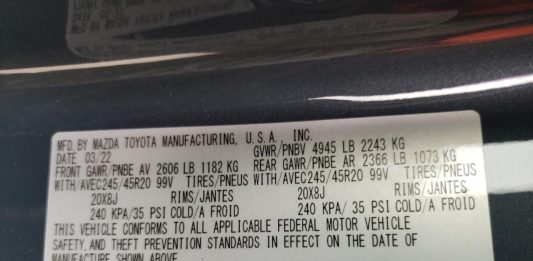 MFD. BY MAZDA TOYOTA MANUFACTURING, U.S.A. INC.
DATE 03/22 GVWR/PNBV 4945 LB 2243 KG
FRONT GAWR/PNBE AV 2606 LB 1182 KG REAR GAWR/PNBE AR 2366 LB 1073 KG
WITH/AVEC245/45R20 99V TIRES/PNEUS WITH/AVEC245/45R20 99V TIRES/PNEUS
20X8J RIMS/JANTES 20X8J RIMS/JANTES
240 KPA/35 PSI COLD/A FROID 240 KPA/ 35 PSI COLD/A FROID
THIS VEHICLE CONFORMS TO ALL APPLICABLE FEDERAL MOTOR VEHICLE
SAFETY AND THEFT PREVENTION STANDARDS IN EFFECT ON THE DATE OF
MANUFACTURE SHOWN ABOVE